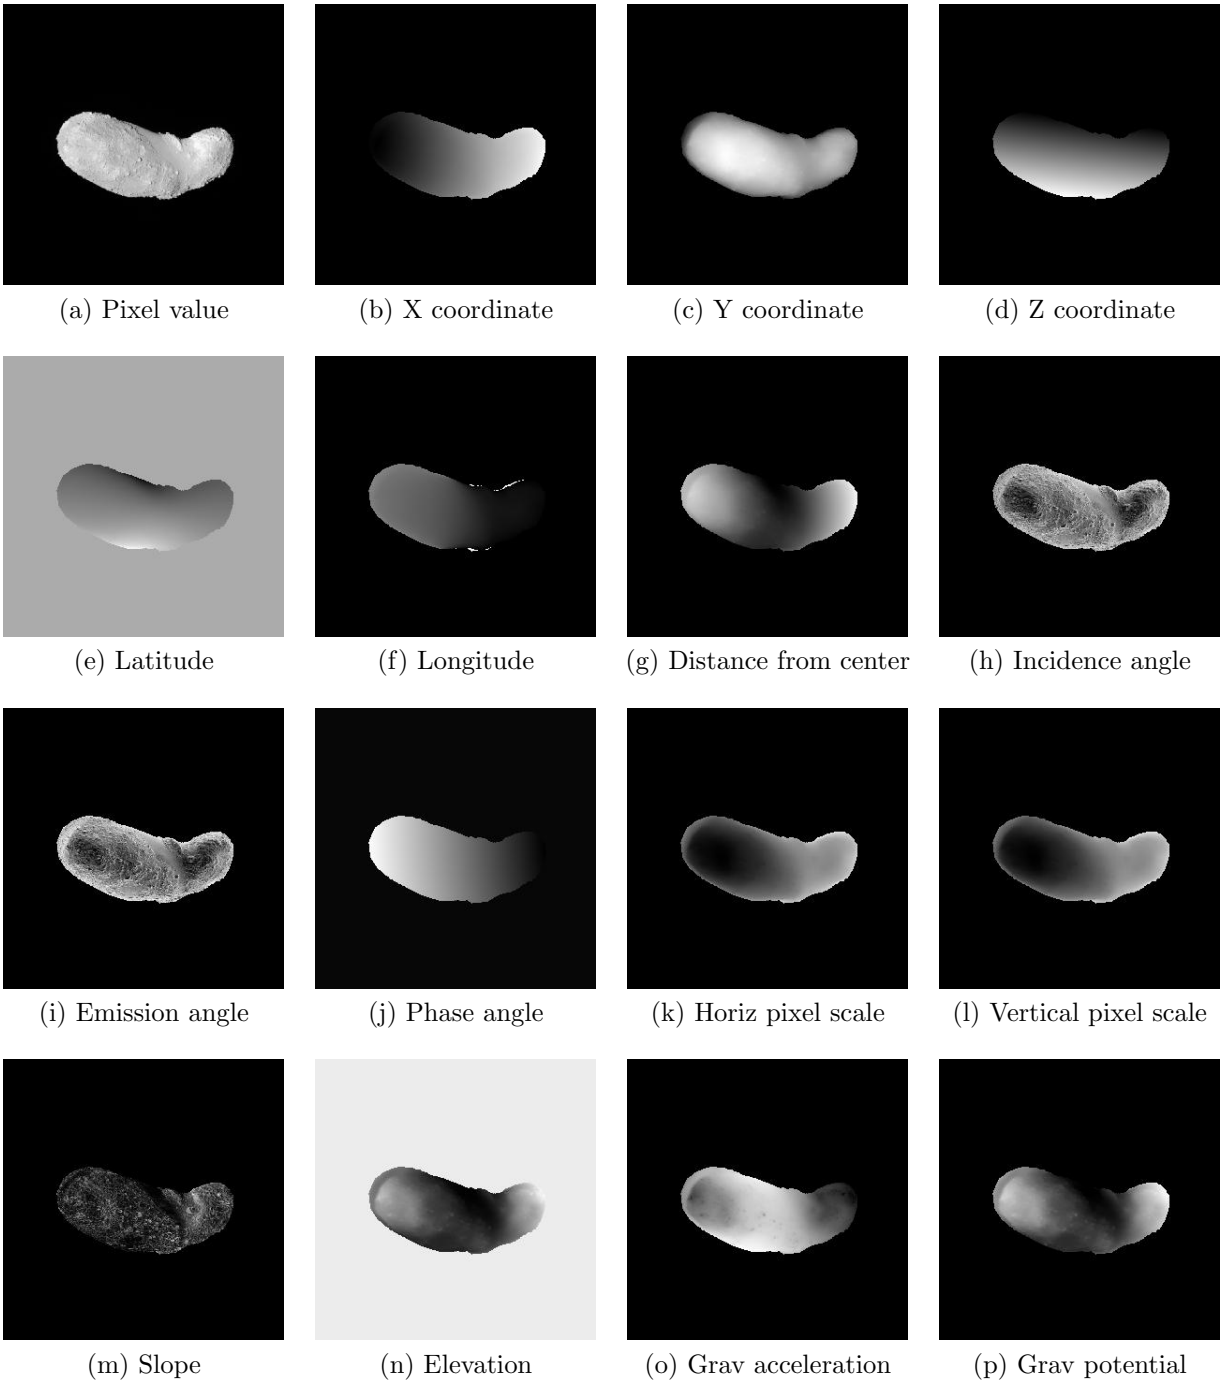 (a) Pixel value
(b) X coordinate
(c) Y coordinate
(d) Z coordinate
(e) Latitude
(f) Longitude
(g) Distance from center
(h) Incidence angle
(i) Emission angle
(j) Phase angle
(k) Horiz pixel scale
(l) Vertical pixel scale
(m) Slope
(n) Elevation
(o) Grav acceleration
(p) Grav potential